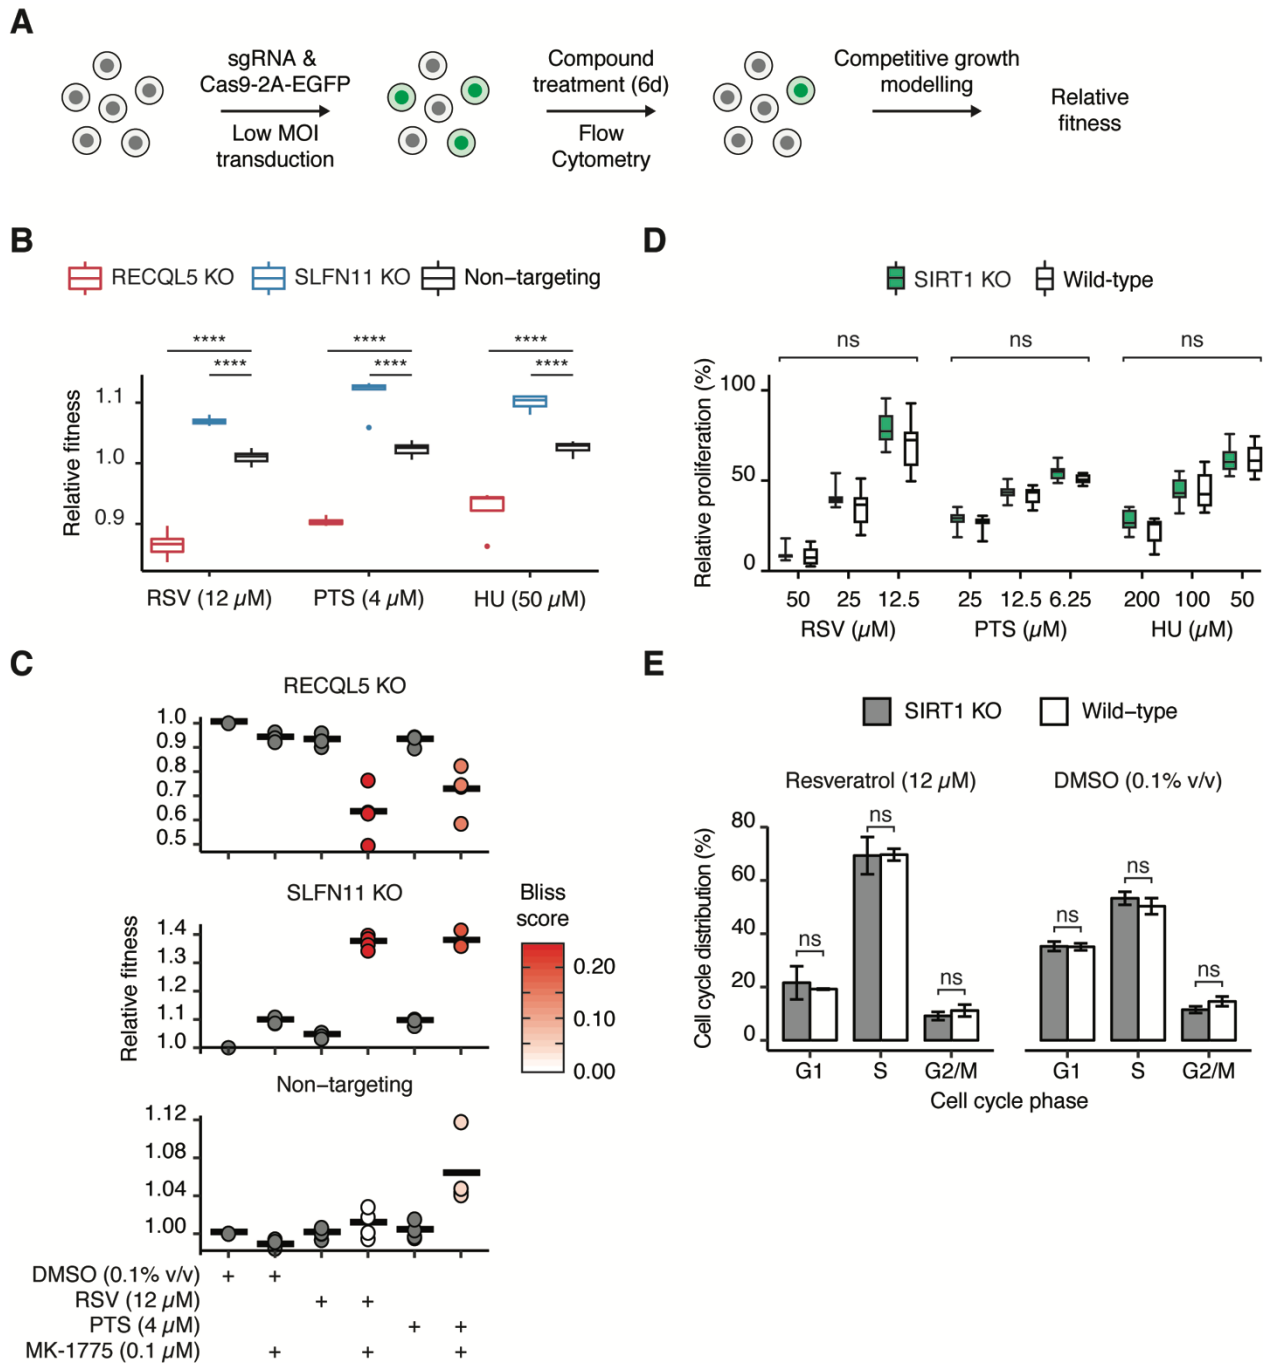 A
sgRNA &
Cas9-2A-EGFP
Low MOI
transduction
Compound
treatment (6d)
Flow
Cytometry
Competitive growth
modelling
Relative
fitness
B
RECQL5 KO
SLFN11 KO
Non-targeting
Relative fitness
1.1
1.0
0.9
****
****
****
****
****
****
RSV (12 µM)
PTS (4 µM)
HU (50 µM)
D
SIRT1 KO
Wild-type
Relative proliferation (%)
100
50
0
ns
ns
ns
50
25
12.5
25
12.5
6.25
200
100
50
RSV (µM)
PTS (µM)
HU (µM)
C
RECQL5 KO
1.0
0.9
0.8
0.7
0.6
0.5
SLFN11 KO
Relative fitness
1.4
1.3
1.2
1.1
1.0
Bliss
score
0.20
0.10
0.00
Non-targeting
1.12
1.08
1.04
1.00
DMSO (0.1% v/v) + +
RSV (12 µM) + +
PTS (4 µM) + +
MK-1775 (0.1 µM) + + +
E
SIRT1 KO
Wild-type
Resveratrol (12 µM)
DMSO (0.1% v/v)
Cell cycle distribution (%)
80
60
40
20
0
ns
ns
ns
ns
ns
ns
G1
S
G2/M
G1
S
G2/M
Cell cycle phase